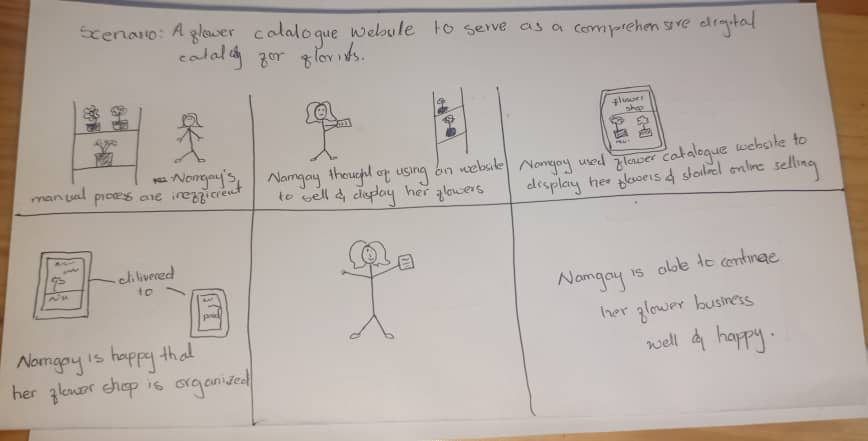 Scenario: A flower catalogue website to serve as a comprehensive digital
catalog for florists.
Namgay's
manual process are inefficient
Namgay thought of using an website
to sell & display her flowers
flower
shop
Namgay used flower catalogue website to
display her flowers & started online selling
delivered
to
Namgay is happy that
her flower shop is organized
Namgay is able to continue
her flower business
well & happy.